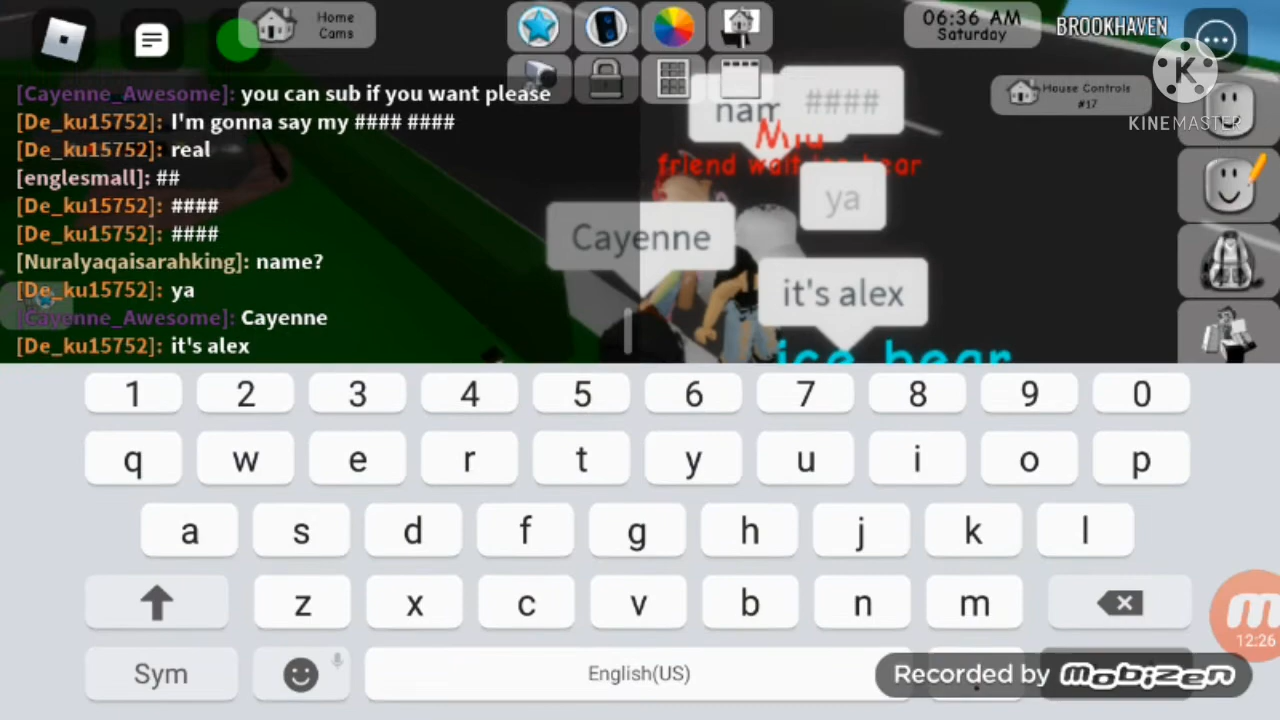 Home
Cams
06:36 AM
Saturday
BROOKHAVEN
House Controls
#17
K
KINEMASTER
[Cayenne_Awesome]: you can sub if you want please
[De_ku15752]: I'm gonna say my #### ####
[De_ku15752]: real
[englesmall]: ##
[De_ku15752]: ####
[De_ku15752]: ####
[Nuralyaqaisarahking]: name?
[De_ku15752]: ya
[Cayenne_Awesome]: Cayenne
[De_ku15752]: it's alex
####
Miu
ya
Cayenne
it's alex
ice bear
1 2 3 4 5 6 7 8 9 0
q w e r t y u i o p
a s d f g h j k l
z x c v b n m
Sym
English(US)
12:26
Recorded by mobizen